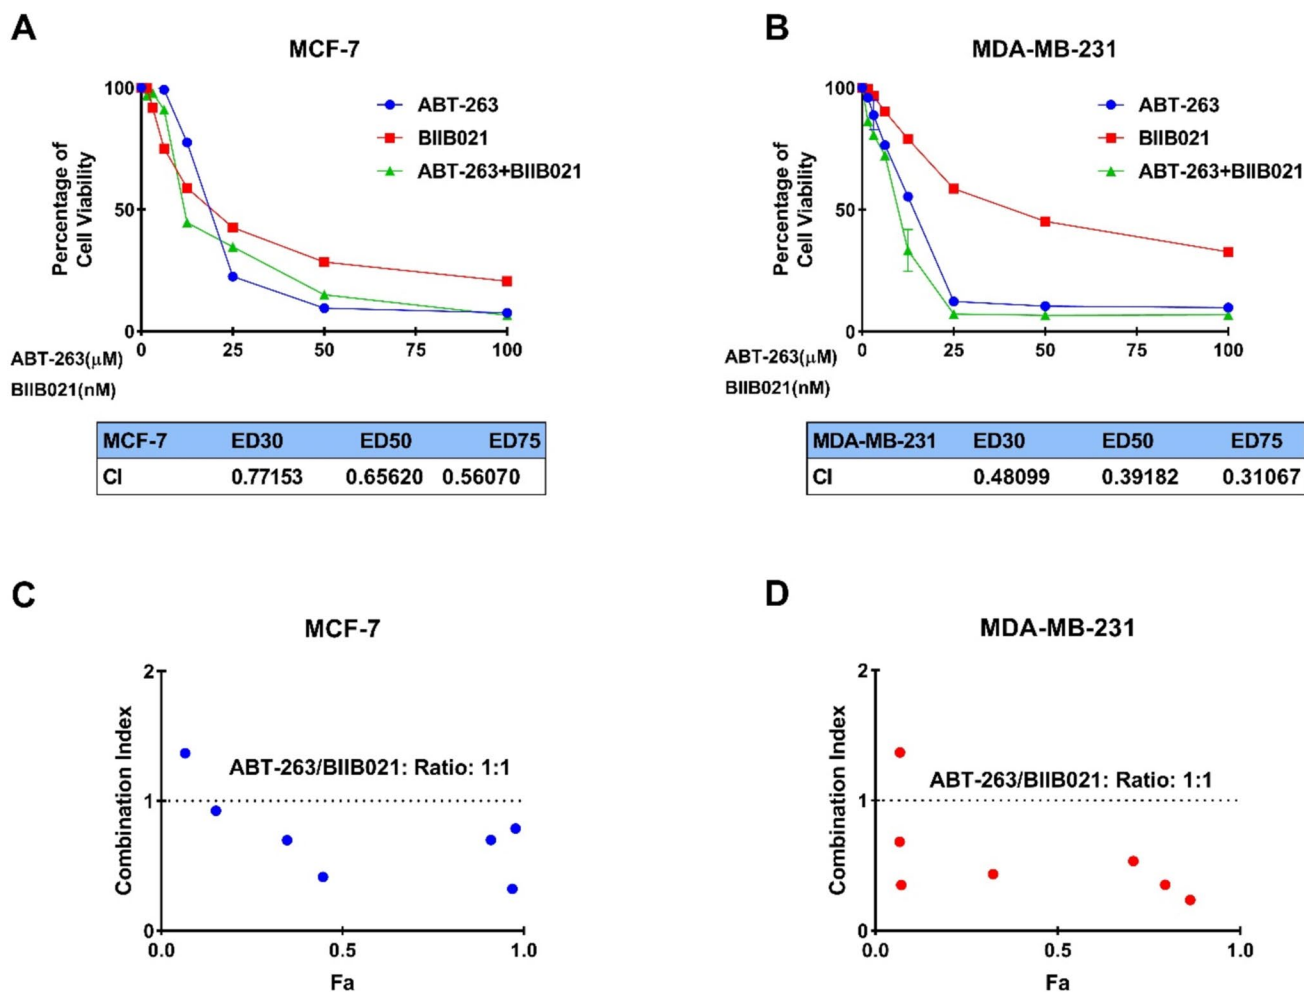 A
MCF-7
Percentage of
Cell Viability
100
50
0
ABT-263
BIIB021
ABT-263+BIIB021
0 25 50 75 100
ABT-263(μM)
BIIB021(nM)
MCF-7 ED30 ED50 ED75
CI 0.77153 0.65620 0.56070
B
MDA-MB-231
Percentage of
Cell Viability
100
50
0
ABT-263
BIIB021
ABT-263+BIIB021
0 25 50 75 100
ABT-263(μM)
BIIB021(nM)
MDA-MB-231 ED30 ED50 ED75
CI 0.48099 0.39182 0.31067
C
MCF-7
Combination Index
2
1
0
ABT-263/BIIB021: Ratio: 1:1
0.0 0.5 1.0
Fa
D
MDA-MB-231
Combination Index
2
1
0
ABT-263/BIIB021: Ratio: 1:1
0.0 0.5 1.0
Fa